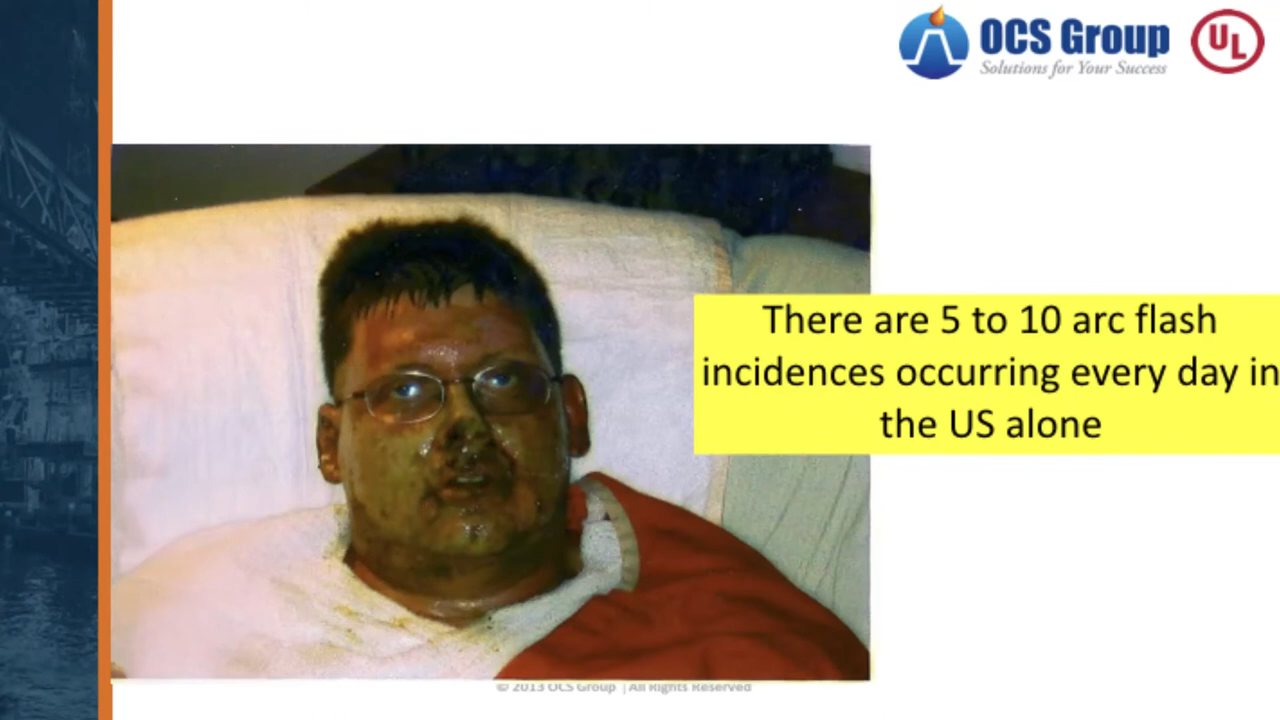 OCS Group
Solutions for Your Success
UL
There are 5 to 10 arc flash
incidences occurring every day in
the US alone
© 2013 OCS Group | All Rights Reserved